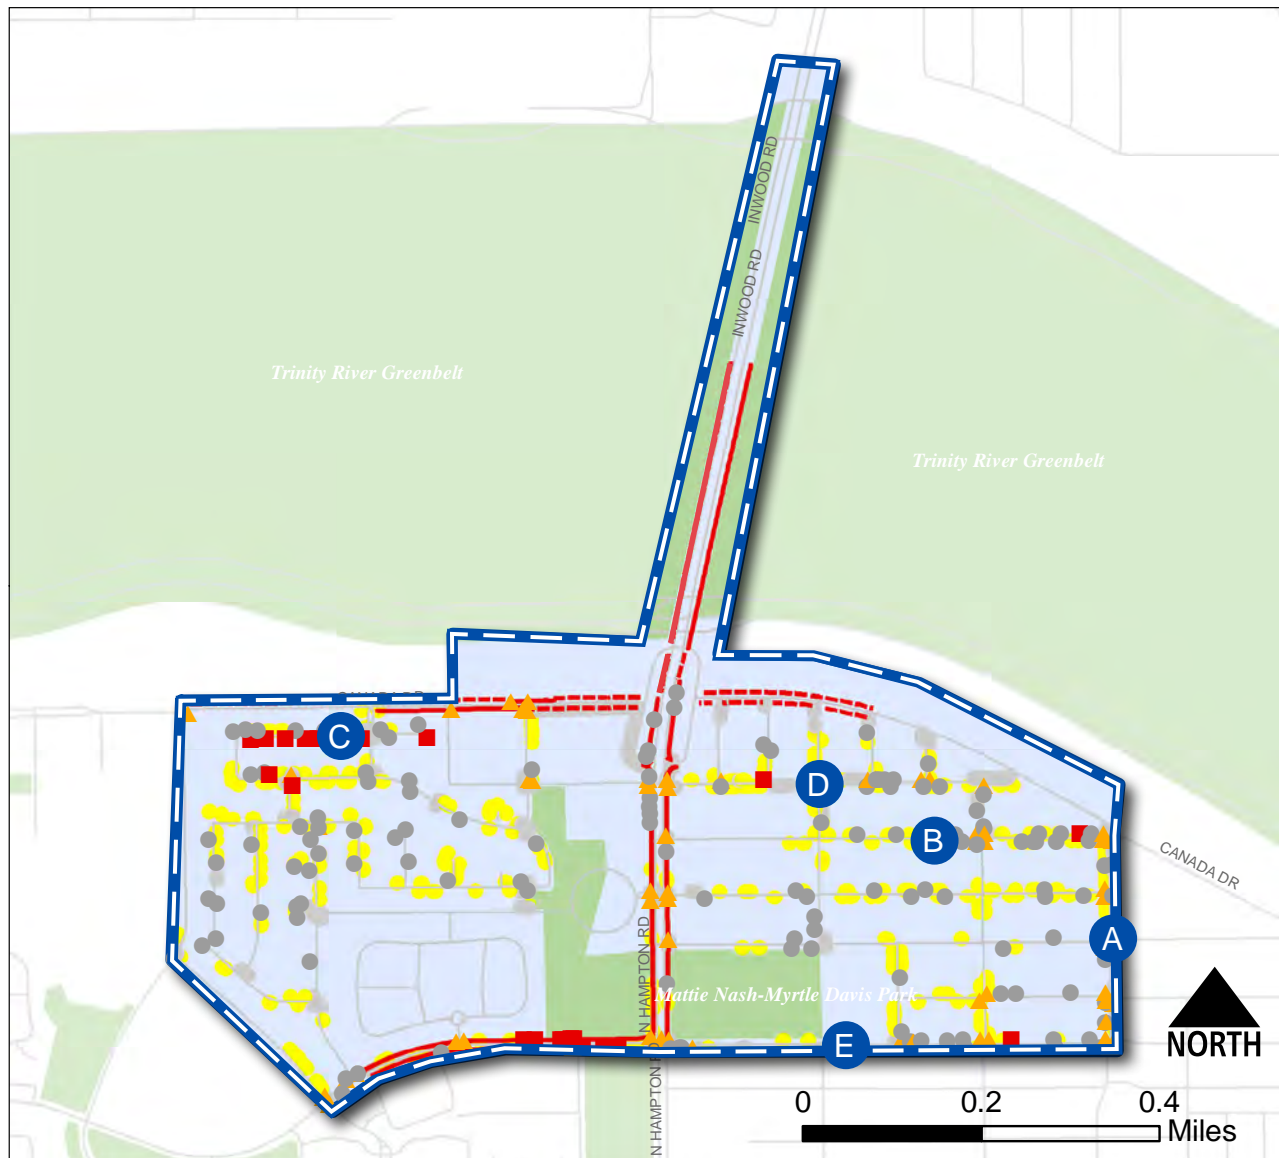 INWOOD RD
INWOOD RD
Trinity River Greenbelt
Trinity River Greenbelt
C
D
B
CANADA DR
A
N HAMPTON RD
Mattie Nash-Myrtle Davis Park
E
NORTH
N HAMPTON
0 0.2 0.4
Miles